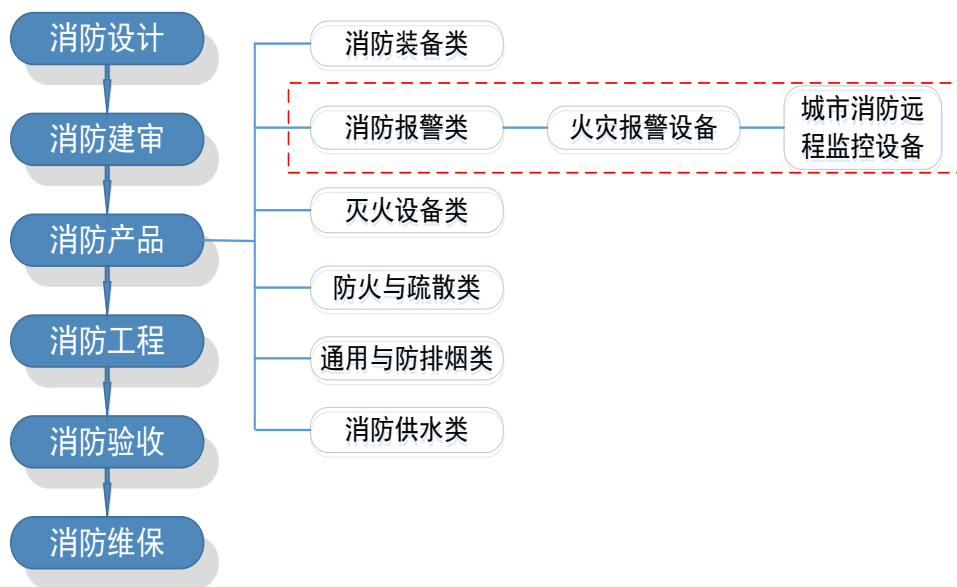 消防设计
消防建审
消防产品
消防工程
消防验收
消防维保
消防装备类
消防报警类
火灾报警设备
城市消防远
程监控设备
灭火设备类
防火与疏散类
通用与防排烟类
消防供水类